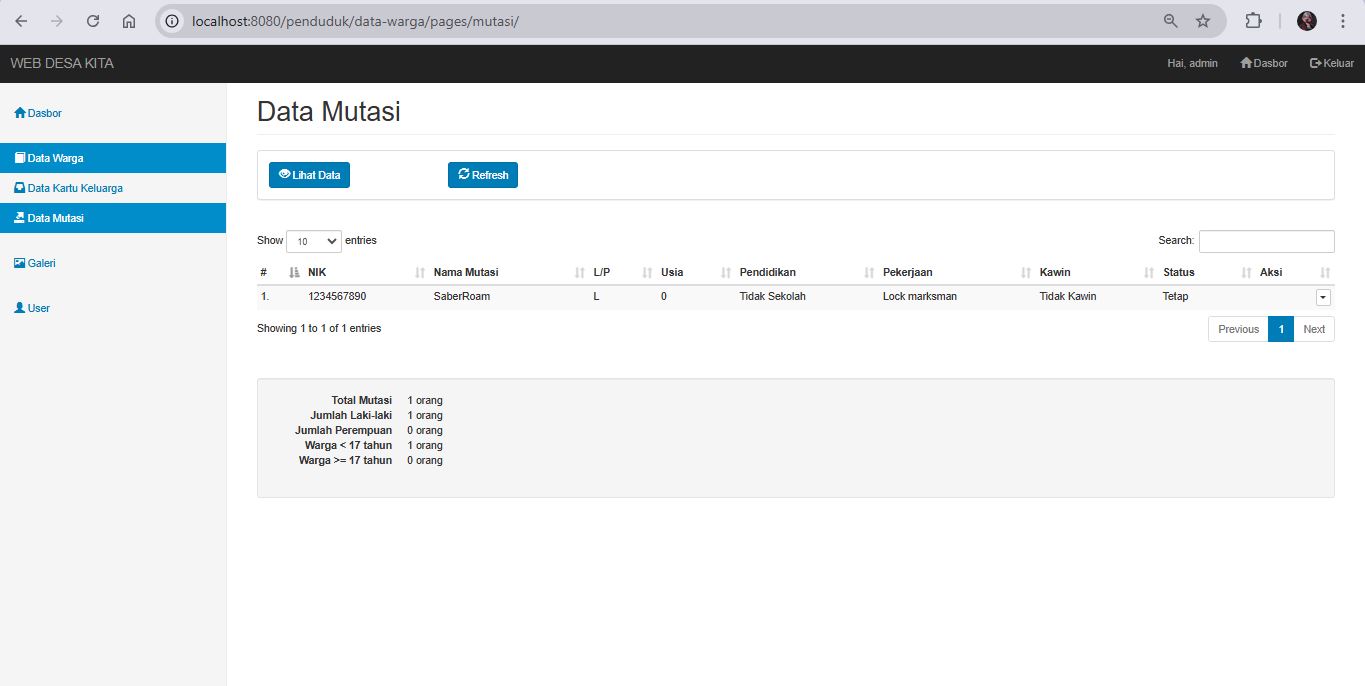 localhost:8080/penduduk/data-warga/pages/mutasi/
WEB DESA KITA
Hai, admin Dasbor Keluar
Dasbor
Data Warga
Data Kartu Keluarga
Data Mutasi
Galeri
User
Data Mutasi
Lihat Data Refresh
Show 10 entries Search:
# NIK Nama Mutasi L/P Usia Pendidikan Pekerjaan Kawin Status Aksi
1. 1234567890 SaberRoam L 0 Tidak Sekolah Lock marksman Tidak Kawin Tetap
Showing 1 to 1 of 1 entries Previous 1 Next
Total Mutasi 1 orang
Jumlah Laki-laki 1 orang
Jumlah Perempuan 0 orang
Warga < 17 tahun 1 orang
Warga >= 17 tahun 0 orang